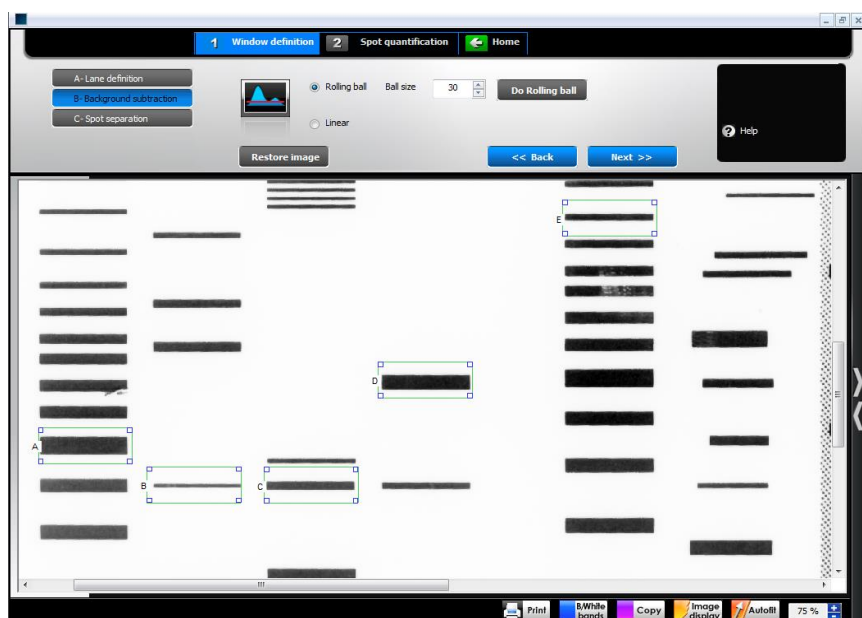 1 Window definition 2 Spot quantification Home
A- Lane definition
B- Background subtraction
C- Spot separation
Rolling ball Ball size 30 Do Rolling ball
Linear
Restore image << Back Next >>
Help
E
D
A
B
C
Print B/White bands Copy Image display Autofit 75 %